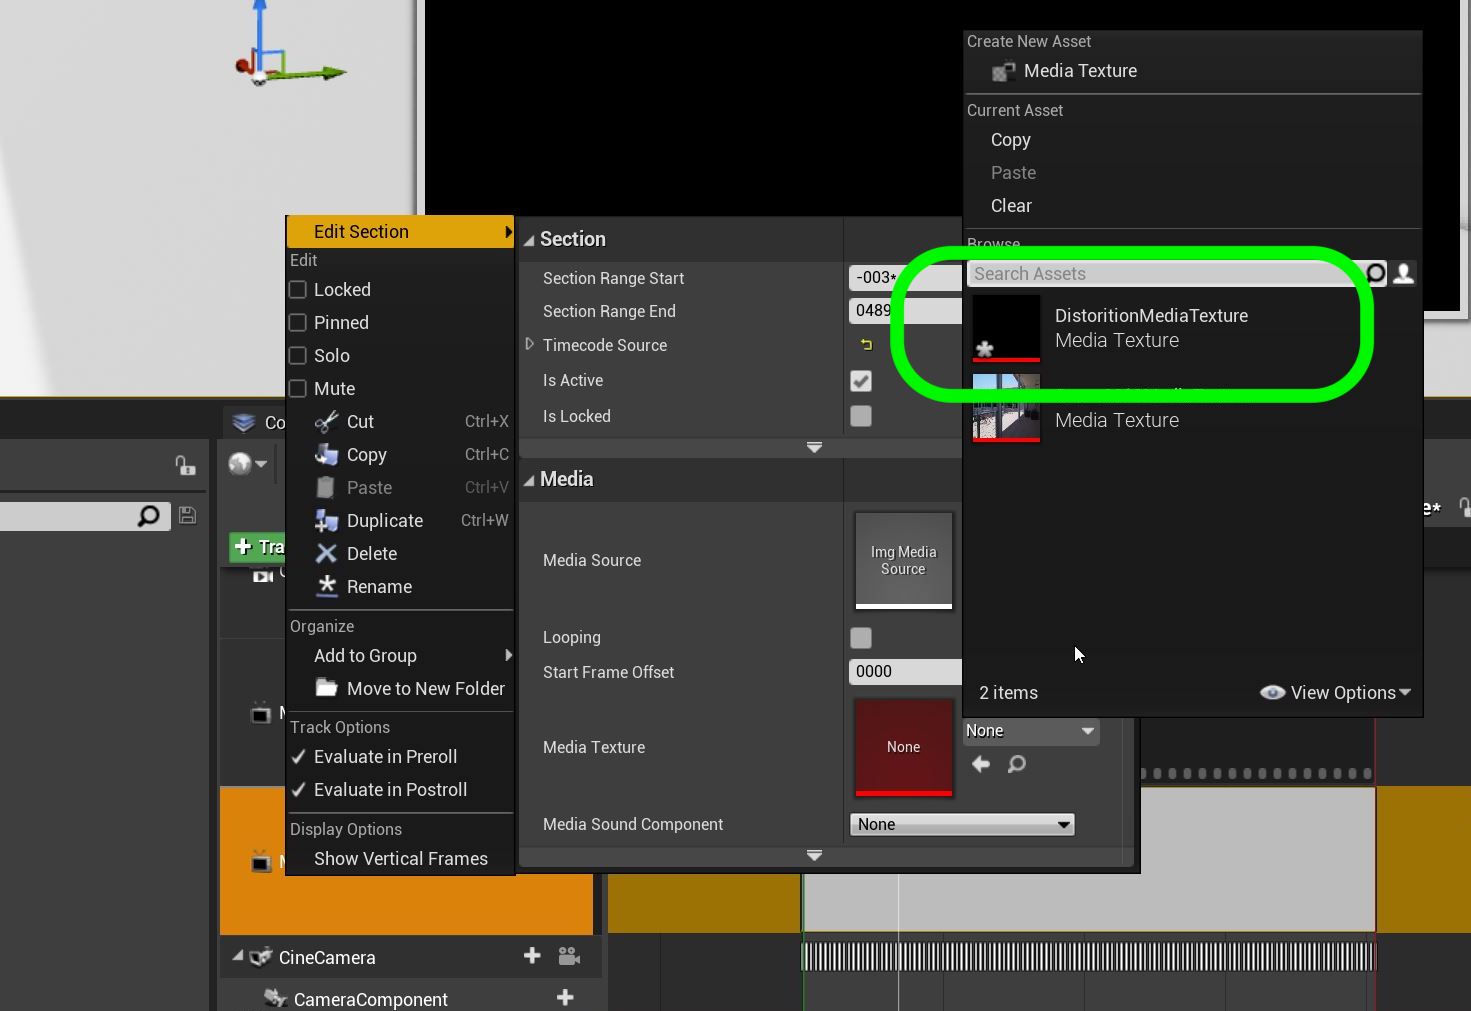 Create New Asset
Media Texture
Current Asset
Copy
Paste
Clear
Browse
Search Assets
DistoritionMediaTexture
Media Texture
Media Texture
2 items
View Options
Edit Section
Edit
Locked
Pinned
Solo
Mute
Cut Ctrl+X
Copy Ctrl+C
Paste Ctrl+V
Duplicate Ctrl+W
Delete
Rename
Organize
Add to Group
Move to New Folder
Track Options
Evaluate in Preroll
Evaluate in Postroll
Display Options
Show Vertical Frames
Section
Section Range Start -003*
Section Range End 0489
Timecode Source
Is Active
Is Locked
Media
Media Source Img Media
Source
Looping
Start Frame Offset 0000
Media Texture None None
Media Sound Component None
Co
Tra
e*
CineCamera
CameraComponent